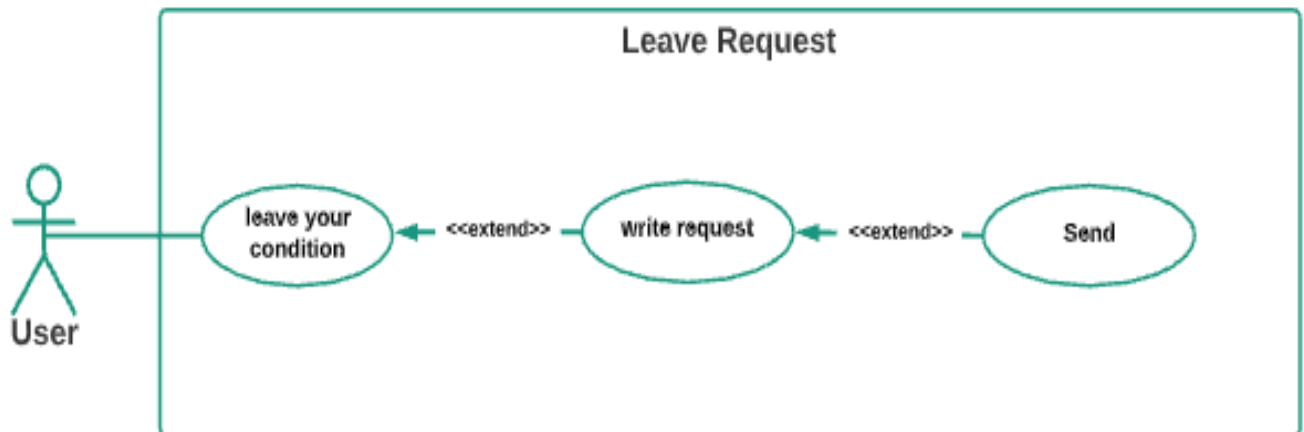 Leave Request
leave your
condition
<<extend>>
write request
<<extend>>
Send
User